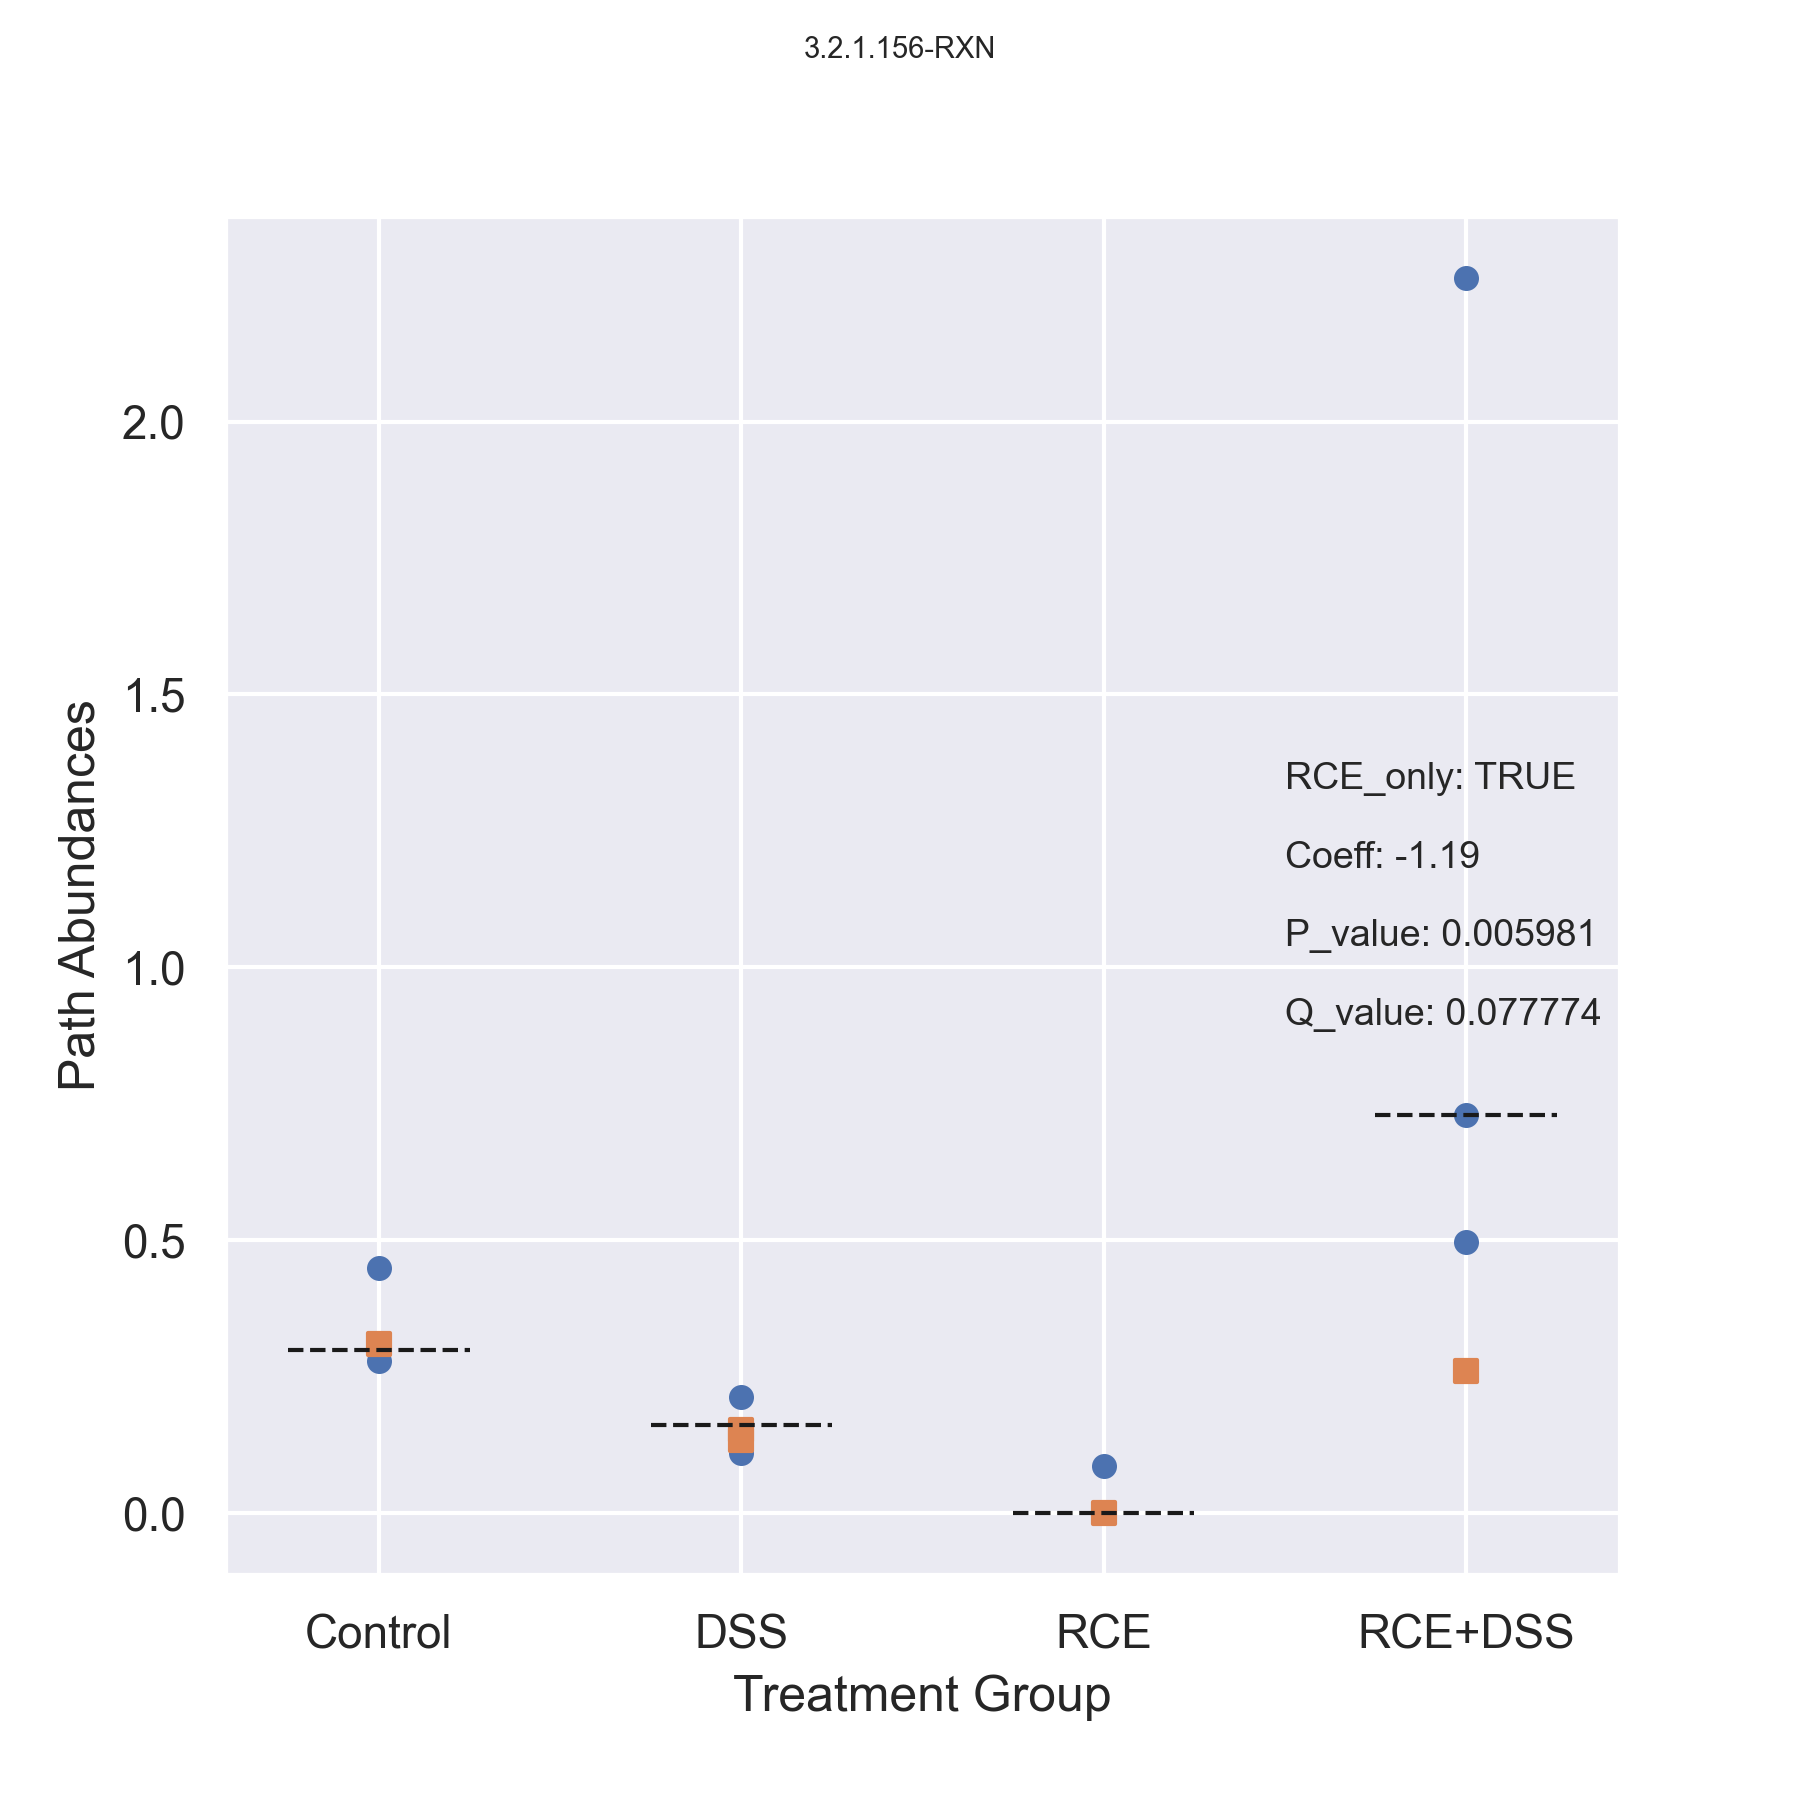 3.2.1.156-RXN
Path Abundances
2.0
1.5
1.0
0.5
0.0
RCE_only: TRUE
Coeff: -1.19
P_value: 0.005981
Q_value: 0.077774
Control
DSS
RCE
RCE+DSS
Treatment Group